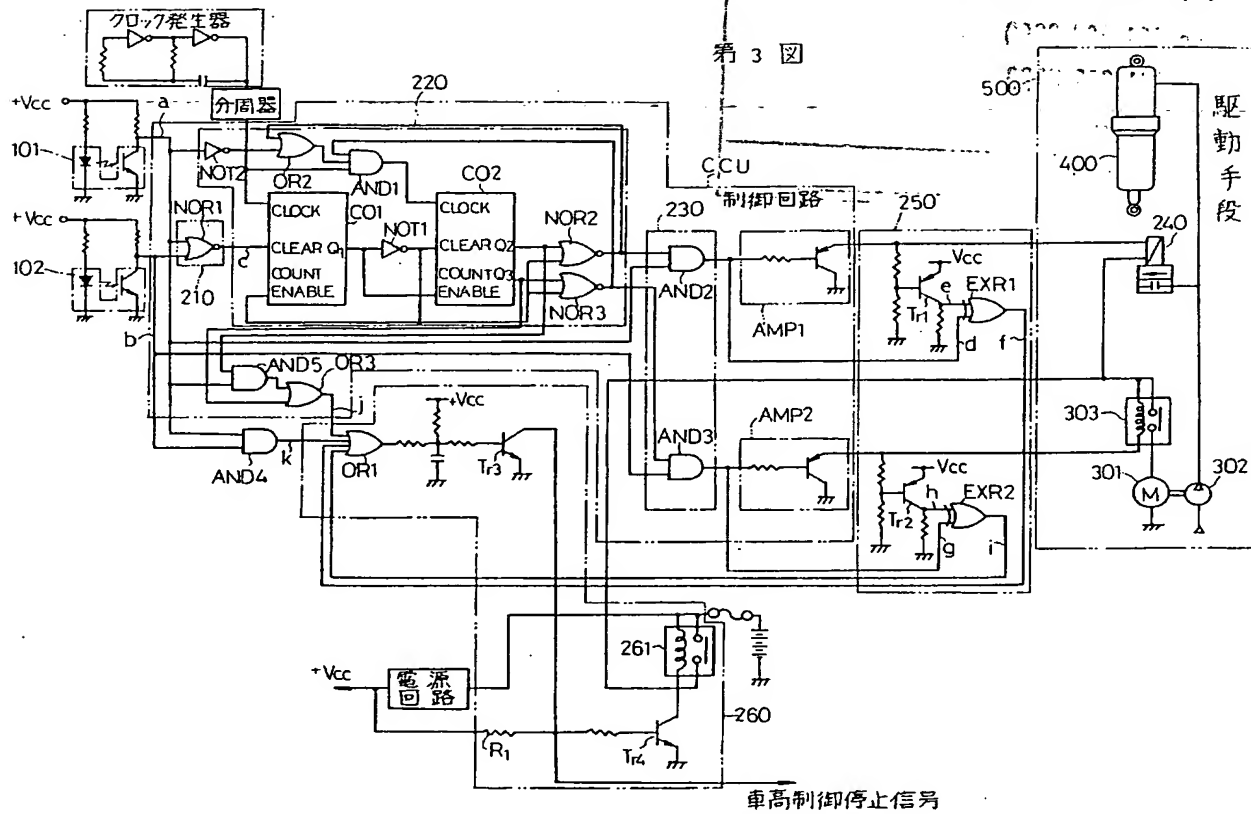 第 3 図
クロック発生器
分周器
+Vcc
a
101
+Vcc
102
b
NOT2
OR2
AND1
220
NOR1
210
c
CO1
CLOCK
CLEAR Q1
COUNT
ENABLE
NOT1
CO2
CLOCK
CLEAR Q2
COUNT Q3
ENABLE
NOR2
NOR3
CCU
制御回路
230
AND2
AMP1
250
Vcc
Tr1
e
EXR1
d
f
500
400
駆動手段
240
303
301
M
302
AND5
OR3
j
AND4
k
OR1
+Vcc
Tr3
AND3
AMP2
Vcc
Tr2
h
EXR2
g
i
261
+Vcc
電源
回路
R1
Tr4
260
車高制御停止信号